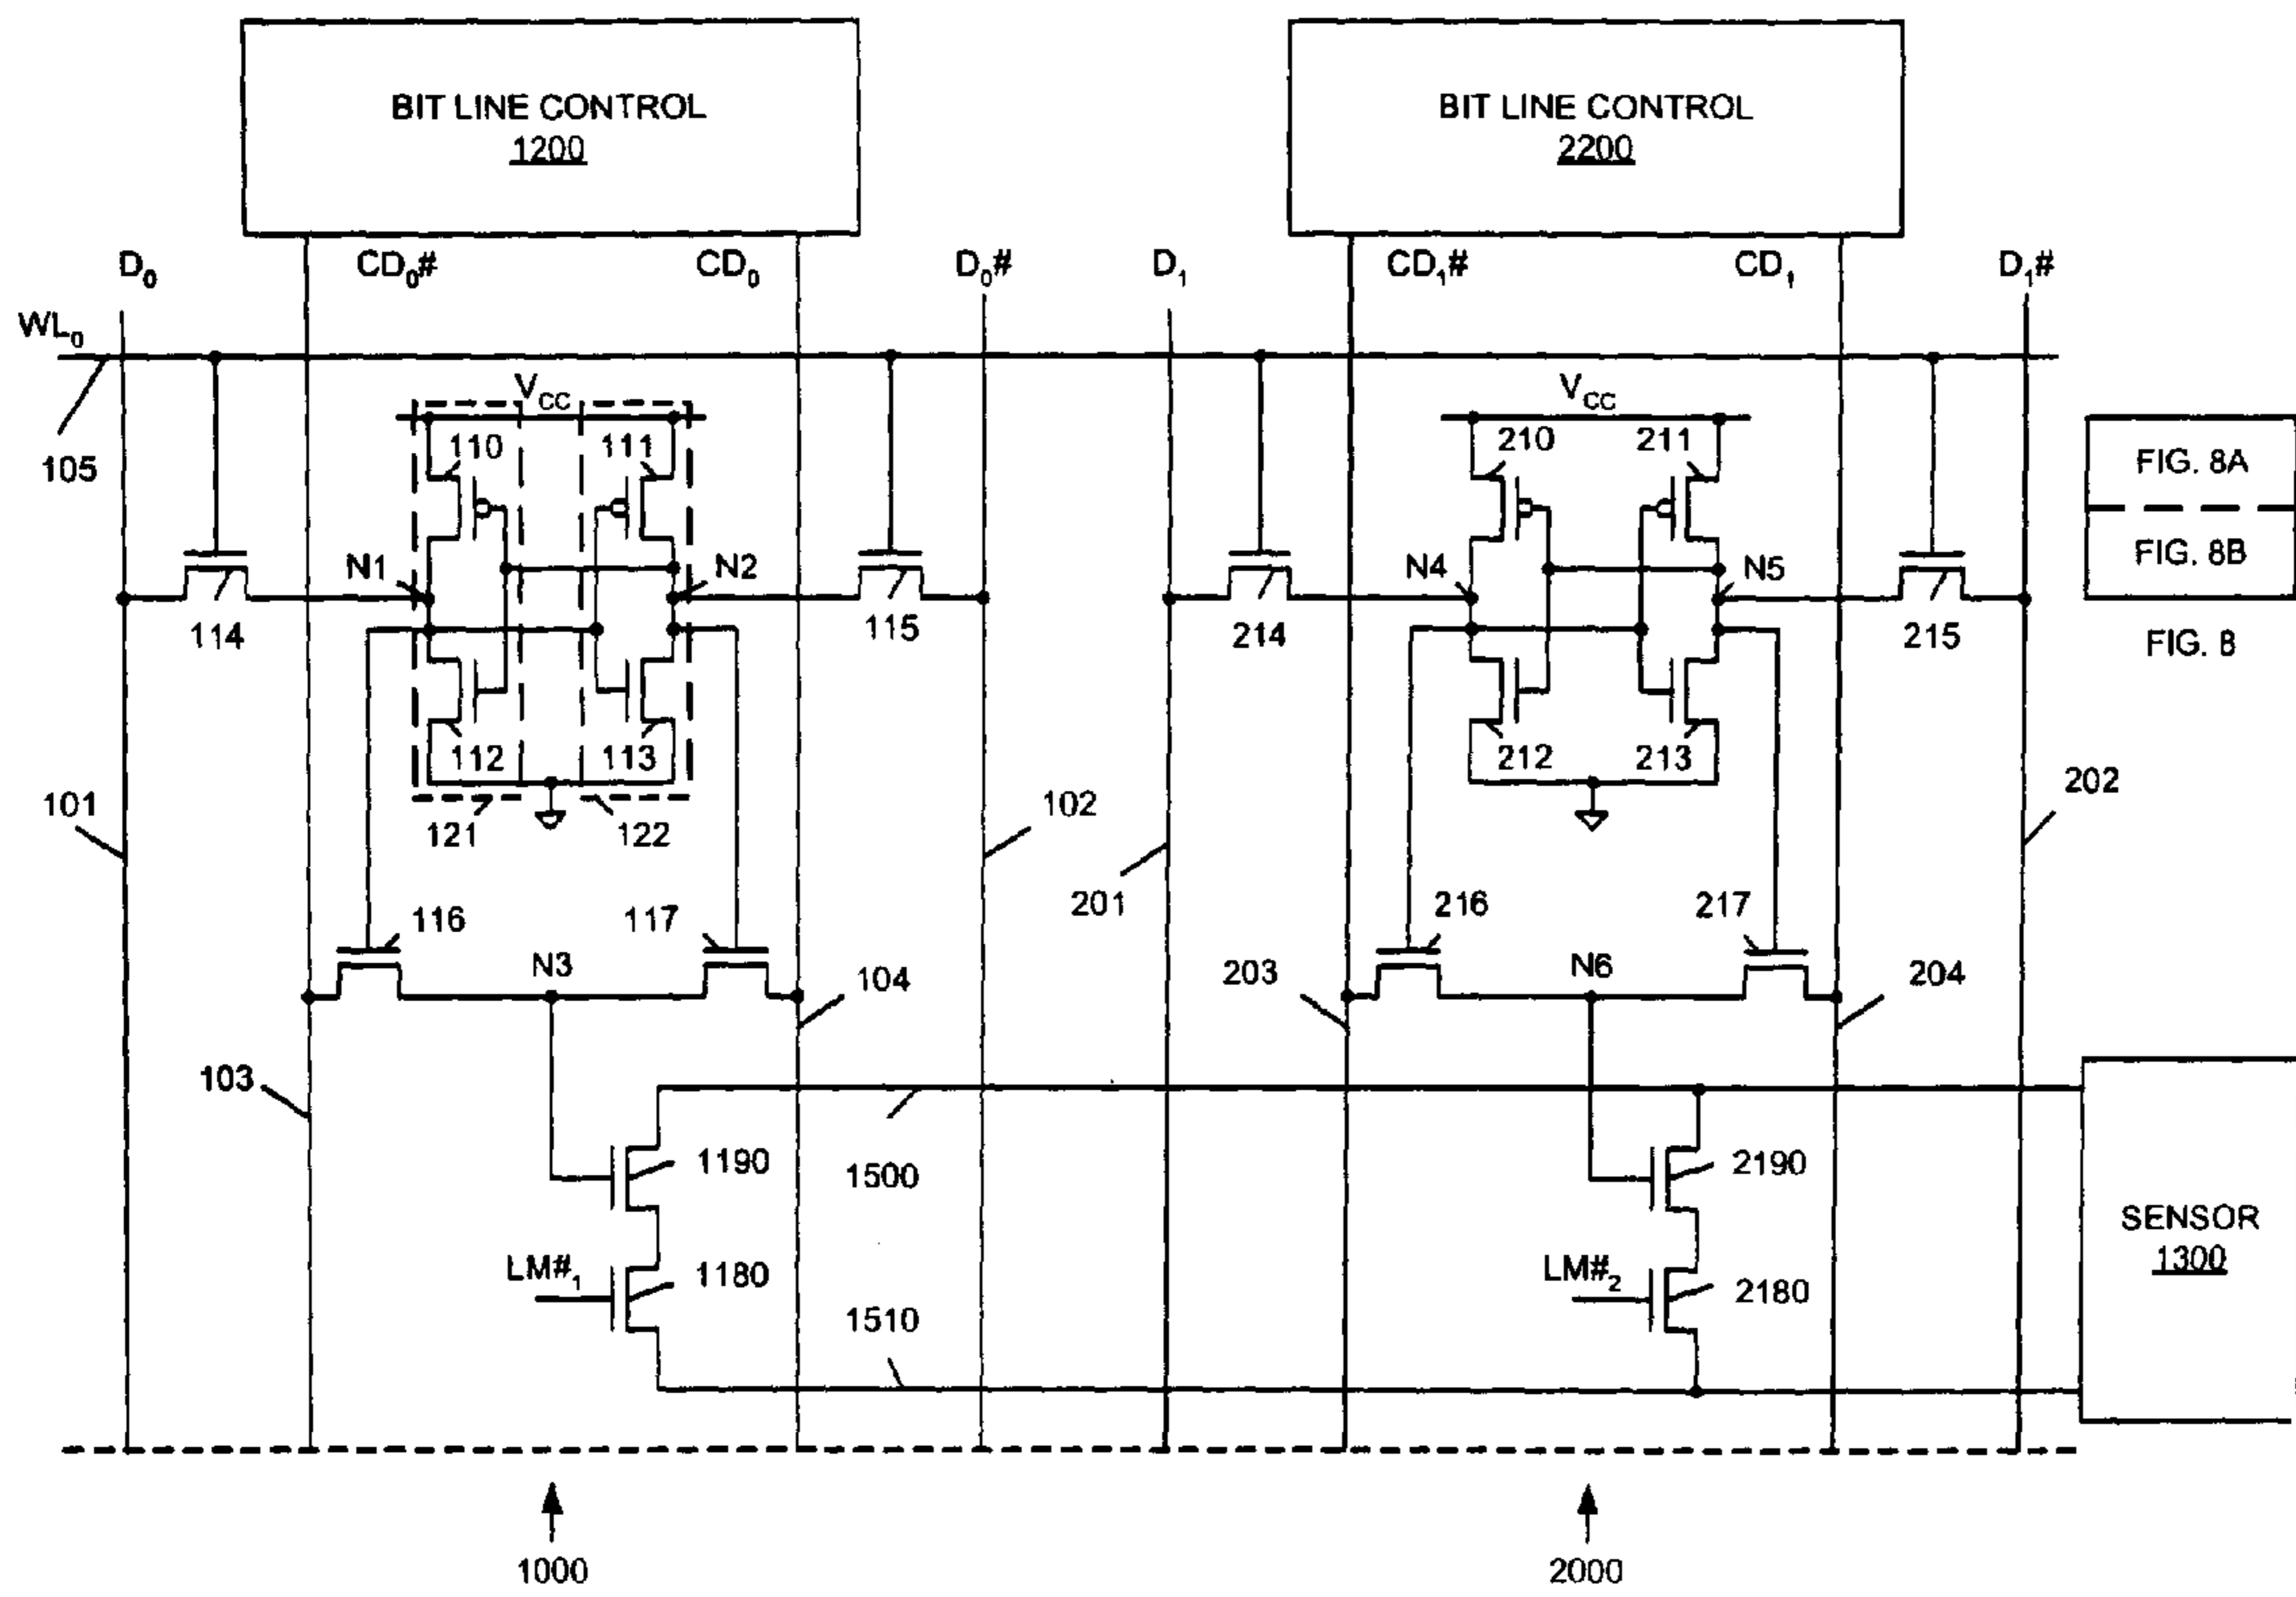 BIT LINE CONTROL
1200
BIT LINE CONTROL
2200
D₀ CD₀# CD₀ D₀# D₁ CD₁# CD₁ D₁#
WL₀
V_CC V_CC
105 110 111 210 211 FIG. 8A
N1 N2 N4 N5 FIG. 8B
114 115 214 215 FIG. 8
112 113 212 213
101 121 122 102 202
201
116 117 216 217
N3 104 203 N6 204
103
1190 1500 2190
SENSOR
1300
LM#₁ 1180 LM#₂ 2180
1510
1000 2000